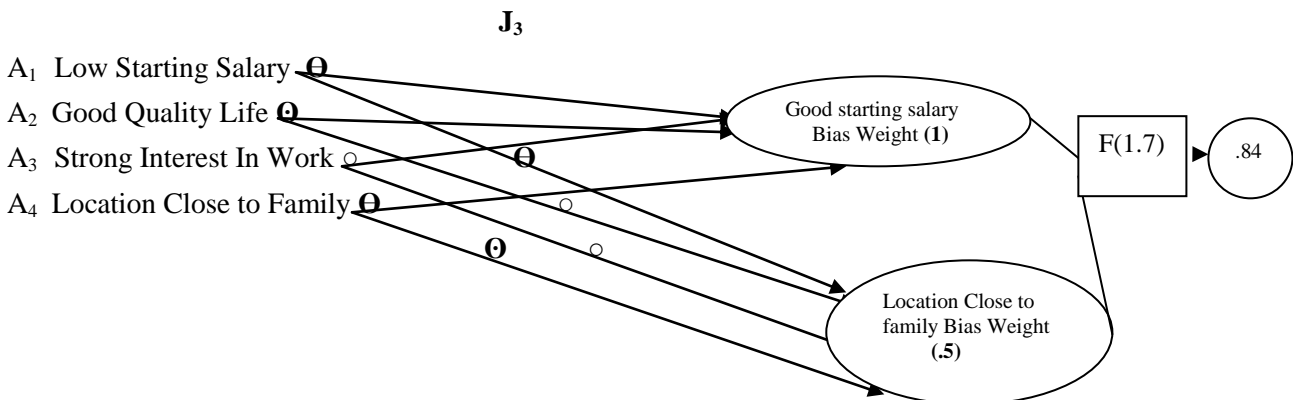 J₃
A₁ Low Starting Salary ϴ
A₂ Good Quality Life ʘ
A₃ Strong Interest In Work ○
A₄ Location Close to Family ϴ
Good starting salary
Bias Weight (1)
F(1.7)
.84
ϴ
○
ʘ
○
Location Close to
family Bias Weight
(.5)